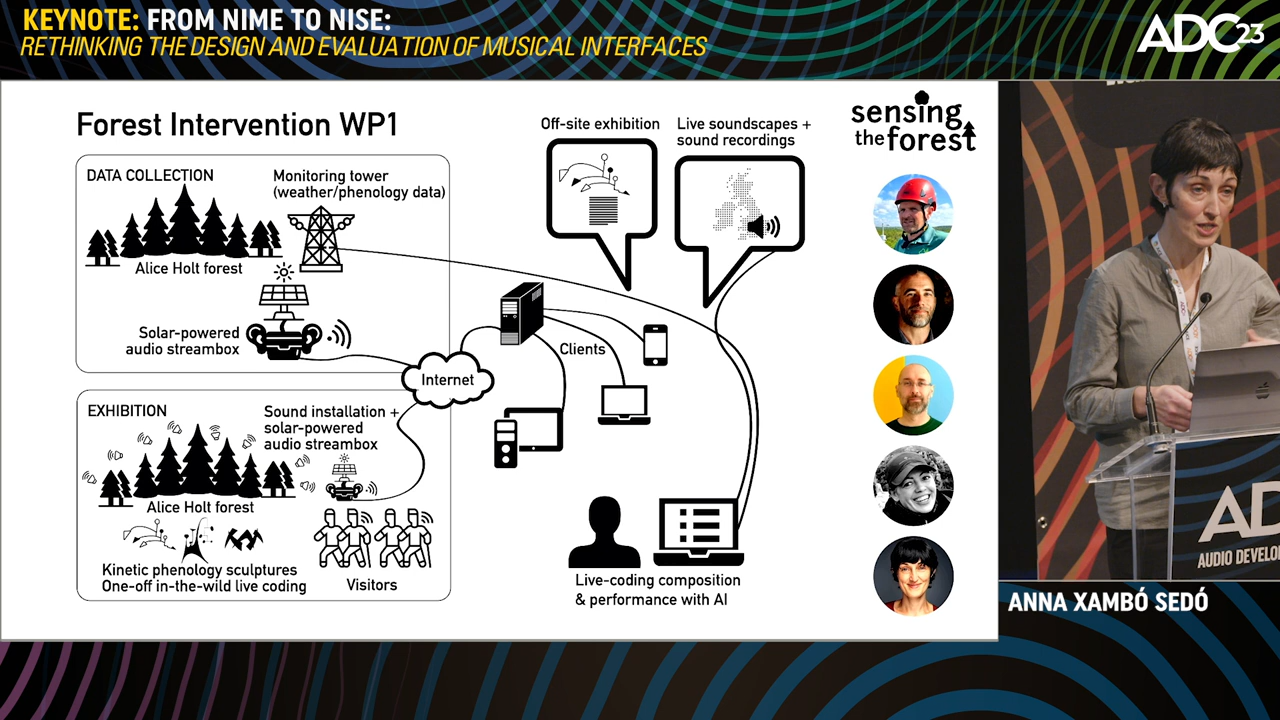 KEYNOTE: FROM NIME TO NISE:
RETHINKING THE DESIGN AND EVALUATION OF MUSICAL INTERFACES
ADC23
Forest Intervention WP1
DATA COLLECTION
Monitoring tower
(weather/phenology data)
Alice Holt forest
Solar-powered
audio streambox
Internet
EXHIBITION
Sound installation +
solar-powered
audio streambox
Alice Holt forest
Kinetic phenology sculptures
One-off in-the-wild live coding
Visitors
Off-site exhibition
Live soundscapes +
sound recordings
Clients
Live-coding composition
& performance with AI
sensing
the forest
AD
AUDIO DEVELO
ANNA XAMBÓ SEDÓ